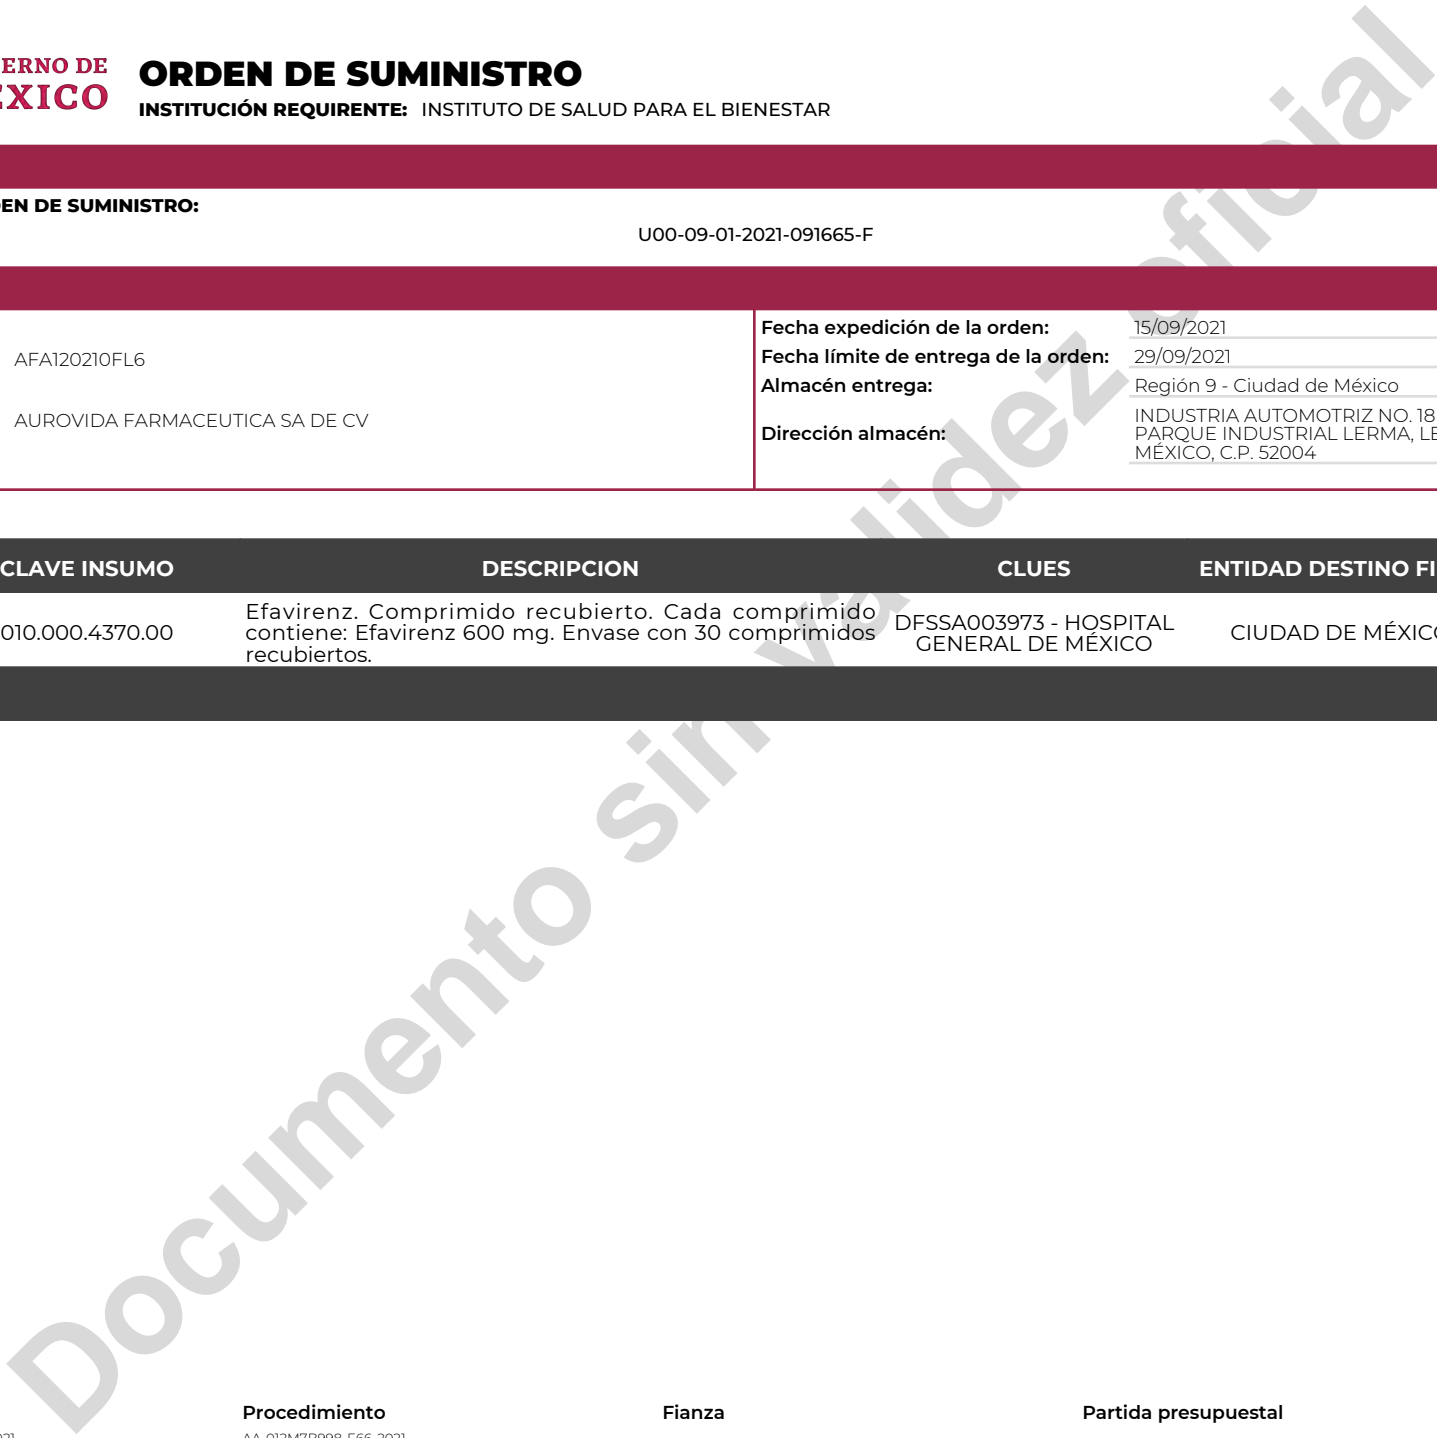 ERNO DE
EXICO
ORDEN DE SUMINISTRO
INSTITUCIÓN REQUIRENTE: INSTITUTO DE SALUD PARA EL BIENESTAR
EN DE SUMINISTRO:
U00-09-01-2021-091665-F
AFA120210FL6
AUROVIDA FARMACEUTICA SA DE CV
Fecha expedición de la orden: 15/09/2021
Fecha límite de entrega de la orden: 29/09/2021
Almacén entrega: Región 9 - Ciudad de México
Dirección almacén:
INDUSTRIA AUTOMOTRIZ NO. 18
PARQUE INDUSTRIAL LERMA, LE
MÉXICO, C.P. 52004
CLAVE INSUMO DESCRIPCION CLUES ENTIDAD DESTINO FI
010.000.4370.00
Efavirenz. Comprimido recubierto. Cada comprimido
contiene: Efavirenz 600 mg. Envase con 30 comprimidos
recubiertos.
DFSSA003973 - HOSPITAL
GENERAL DE MÉXICO
CIUDAD DE MÉXICO
Documento sin validez oficial
Procedimiento Fianza Partida presupuestal